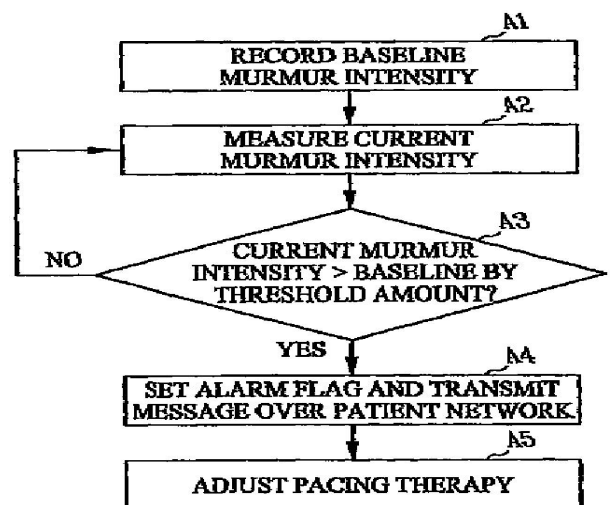 A1
RECORD BASELINE
MURMUR INTENSITY
A2
MEASURE CURRENT
MURMUR INTENSITY
A3
CURRENT MURMUR
INTENSITY > BASELINE BY
THRESHOLD AMOUNT?
NO
YES
A4
SET ALARM FLAG AND TRANSMIT
MESSAGE OVER PATIENT NETWORK
A5
ADJUST PACING THERAPY